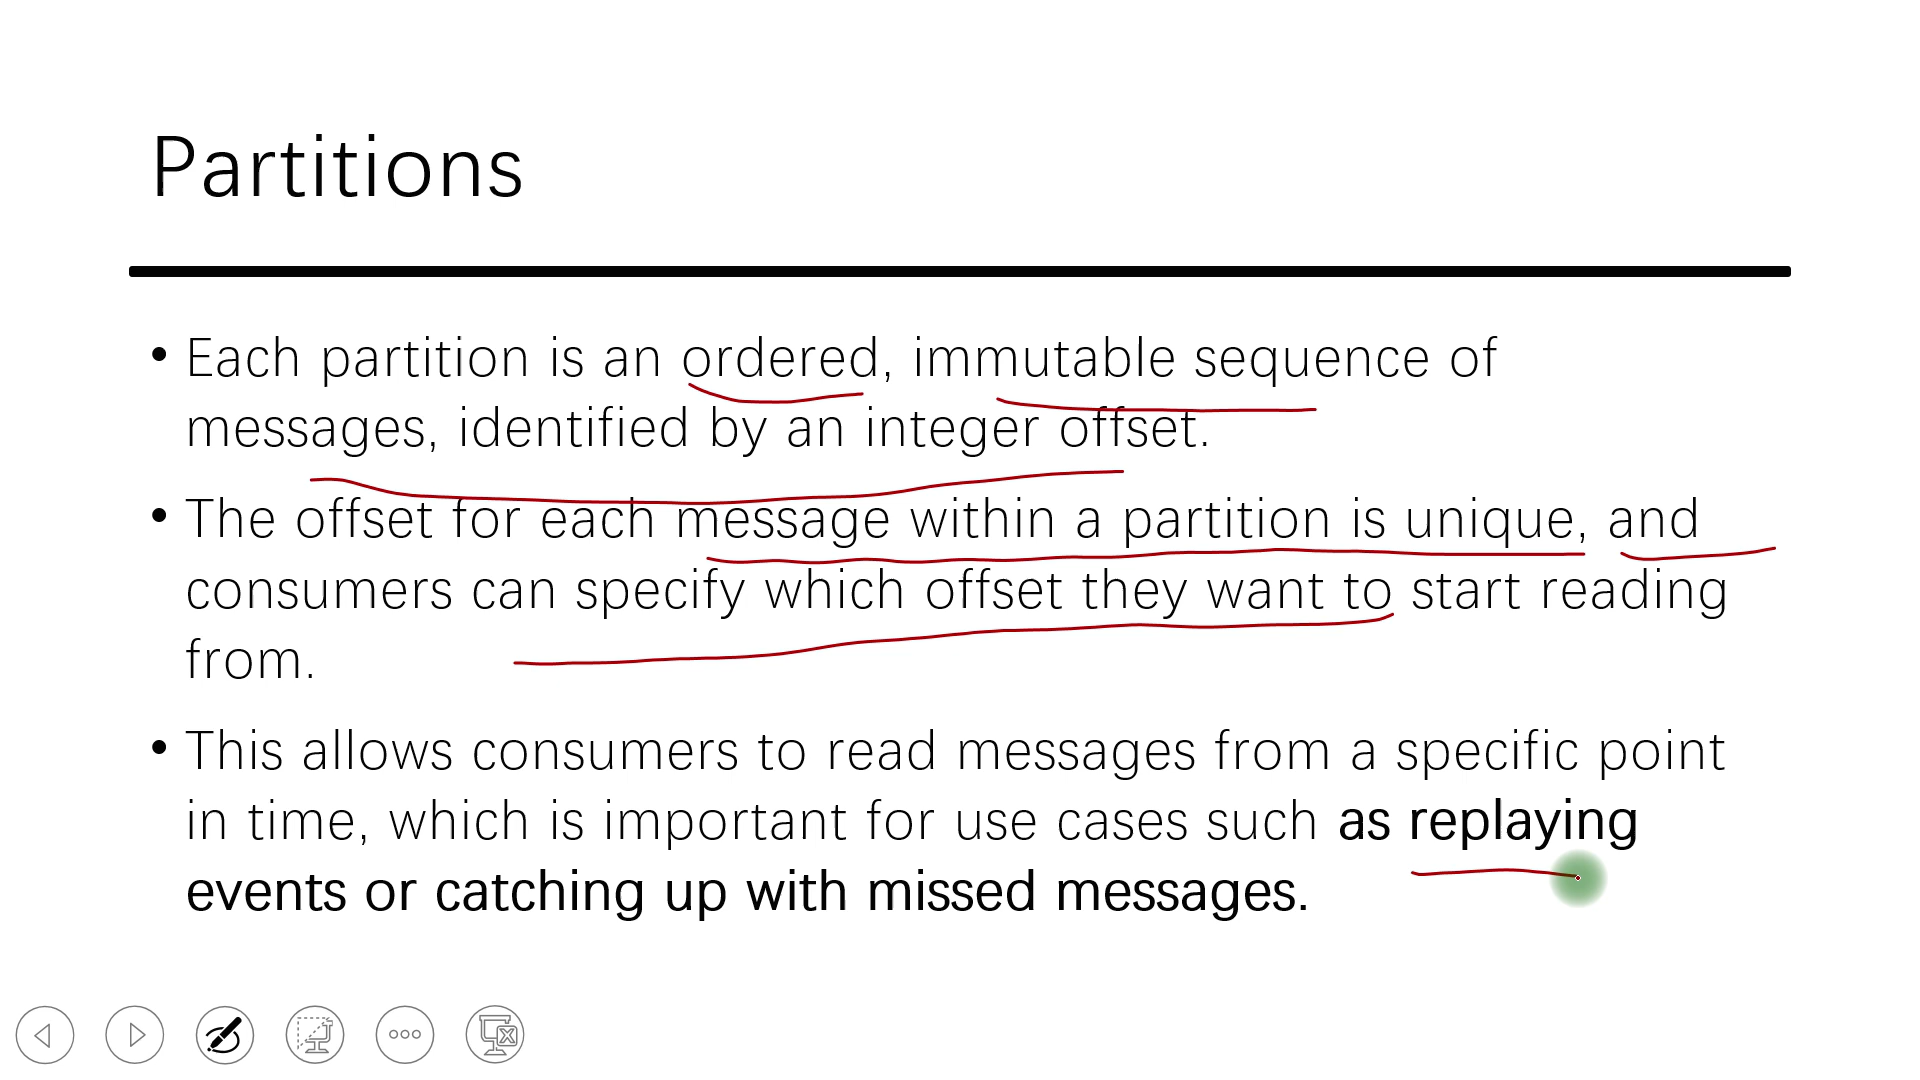 Partitions
• Each partition is an ordered, immutable sequence of
messages, identified by an integer offset.
• The offset for each message within a partition is unique, and
consumers can specify which offset they want to start reading
from.
• This allows consumers to read messages from a specific point
in time, which is important for use cases such as replaying
events or catching up with missed messages.